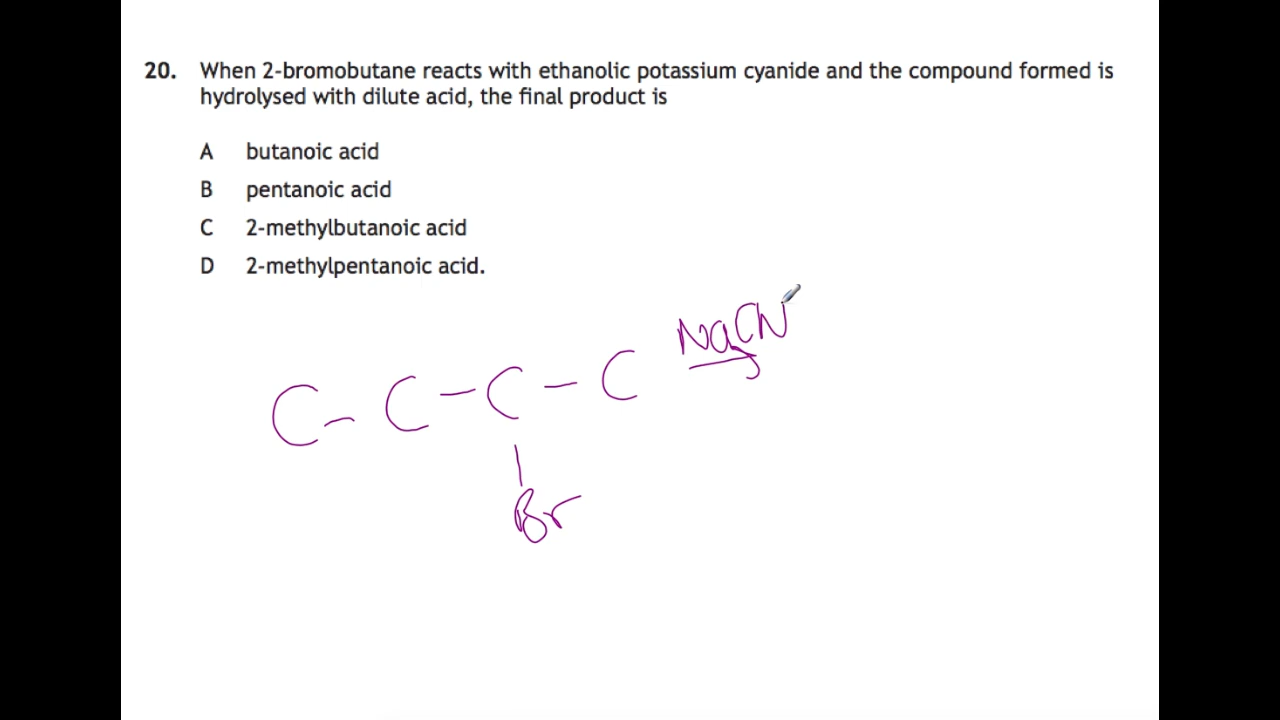 20. When 2-bromobutane reacts with ethanolic potassium cyanide and the compound formed is
hydrolysed with dilute acid, the final product is
A butanoic acid
B pentanoic acid
C 2-methylbutanoic acid
D 2-methylpentanoic acid.
NaCN
C - C - C - C
Br